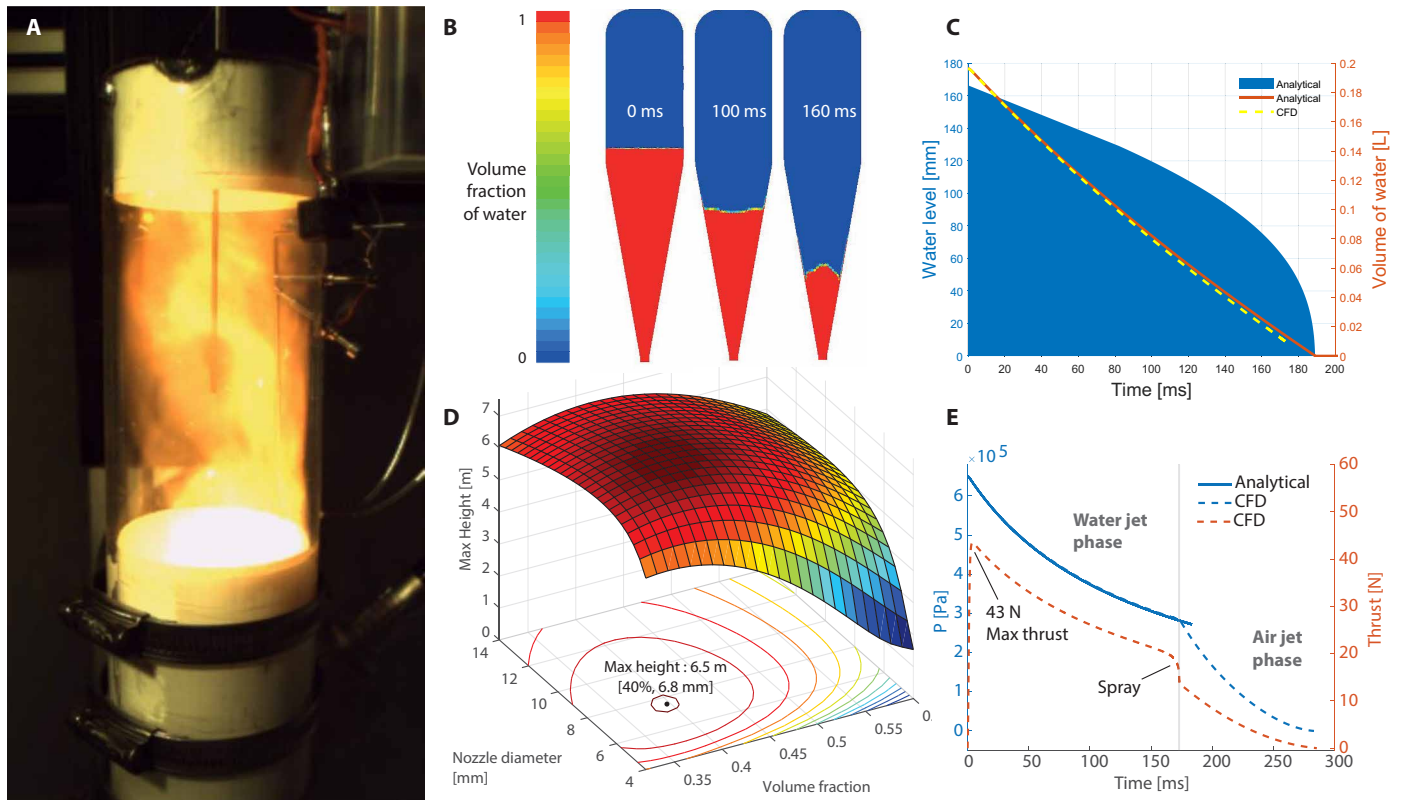 A
B
1
0
Volume
fraction
of water
0 ms
100 ms
160 ms
C
180
160
140
120
100
80
60
40
20
0
Water level [mm]
0 20 40 60 80 100 120 140 160 180 200
Time [ms]
0.2
0.18
0.16
0.14
0.12
0.1
0.08
0.06
0.04
0.02
0
Volume of water [L]
Analytical
Analytical
CFD
D
7
6
5
4
3
2
1
0
Max Height [m]
14
12
10
8
6
4
Nozzle diameter
[mm]
0.35
0.4
0.45
0.5
0.55
0.
Volume fraction
Max height : 6.5 m
[40%, 6.8 mm]
E
× 10 5
6
5
4
3
2
1
0
P [Pa]
0 50 100 150 200 250 300
Time [ms]
60
50
40
30
20
10
0
Thrust [N]
Analytical
CFD
CFD
Water jet
phase
43 N
Max thrust
Spray
Air jet
phase